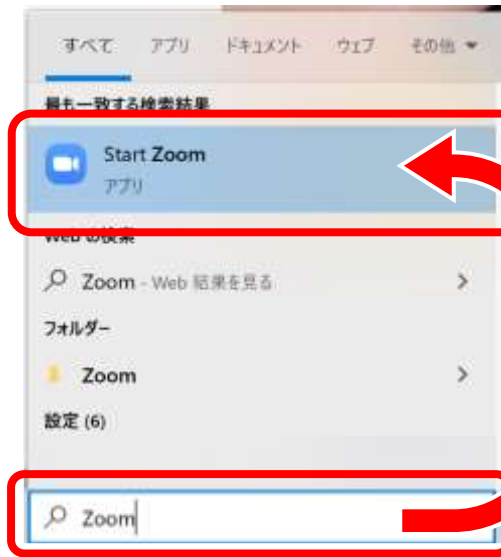 すべて アプリ ドキュメント ウェブ その他
最も一致する検索結果
Start Zoom
アプリ
Web の検索
Zoom - Web 結果を見る
フォルダー
Zoom
設定 (6)
Zoom